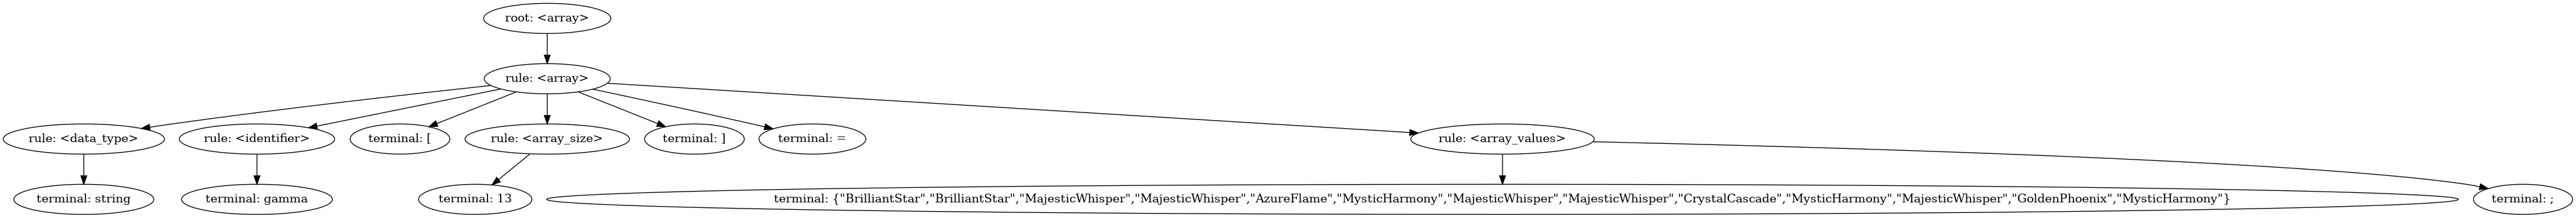 root: <array>
rule: <array>
rule: <data_type>
rule: <identifier>
terminal: [
rule: <array_size>
terminal: ]
terminal: =
rule: <array_values>
terminal: string
terminal: gamma
terminal: 13
terminal: {"BrilliantStar","BrilliantStar","MajesticWhisper","MajesticWhisper","AzureFlame","MysticHarmony","MajesticWhisper","MajesticWhisper","CrystalCascade","MysticHarmony","MajesticWhisper","GoldenPhoenix","MysticHarmony"}
terminal: ;